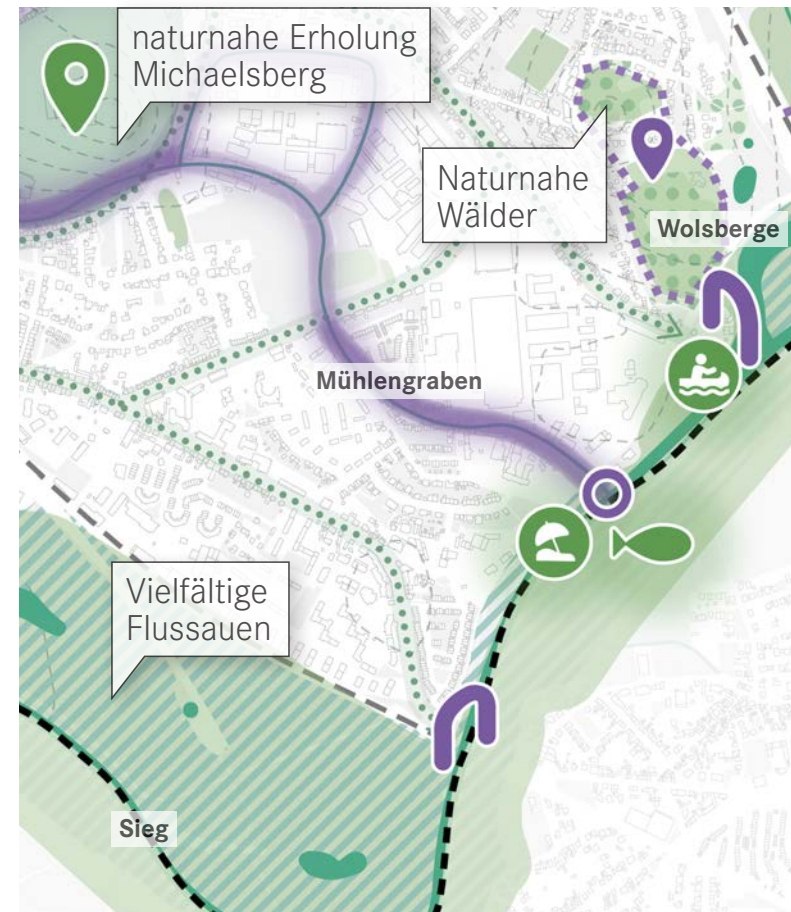 naturnahe Erholung
Michaelsberg
Naturnahe
Wälder
Wolsberge
Mühlengraben
Vielfältige
Flussauen
Sieg